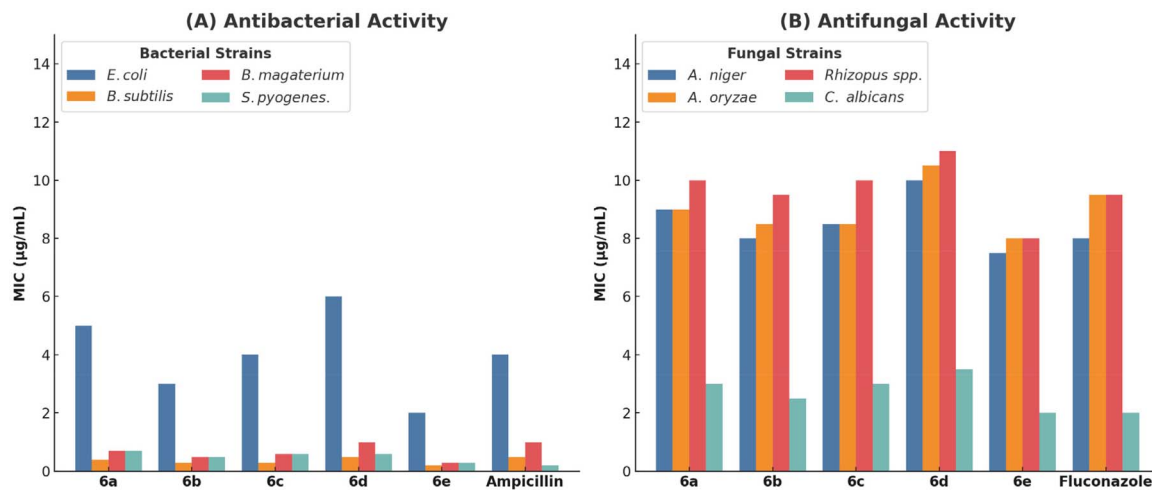 (A) Antibacterial Activity
Bacterial Strains
E. coli
B. subtilis
B. magaterium
S. pyogenes.
MIC (µg/mL)
14
12
10
8
6
4
2
0
6a 6b 6c 6d 6e Ampicillin
(B) Antifungal Activity
Fungal Strains
A. niger
A. oryzae
Rhizopus spp.
C. albicans
MIC (µg/mL)
14
12
10
8
6
4
2
0
6a 6b 6c 6d 6e Fluconazole